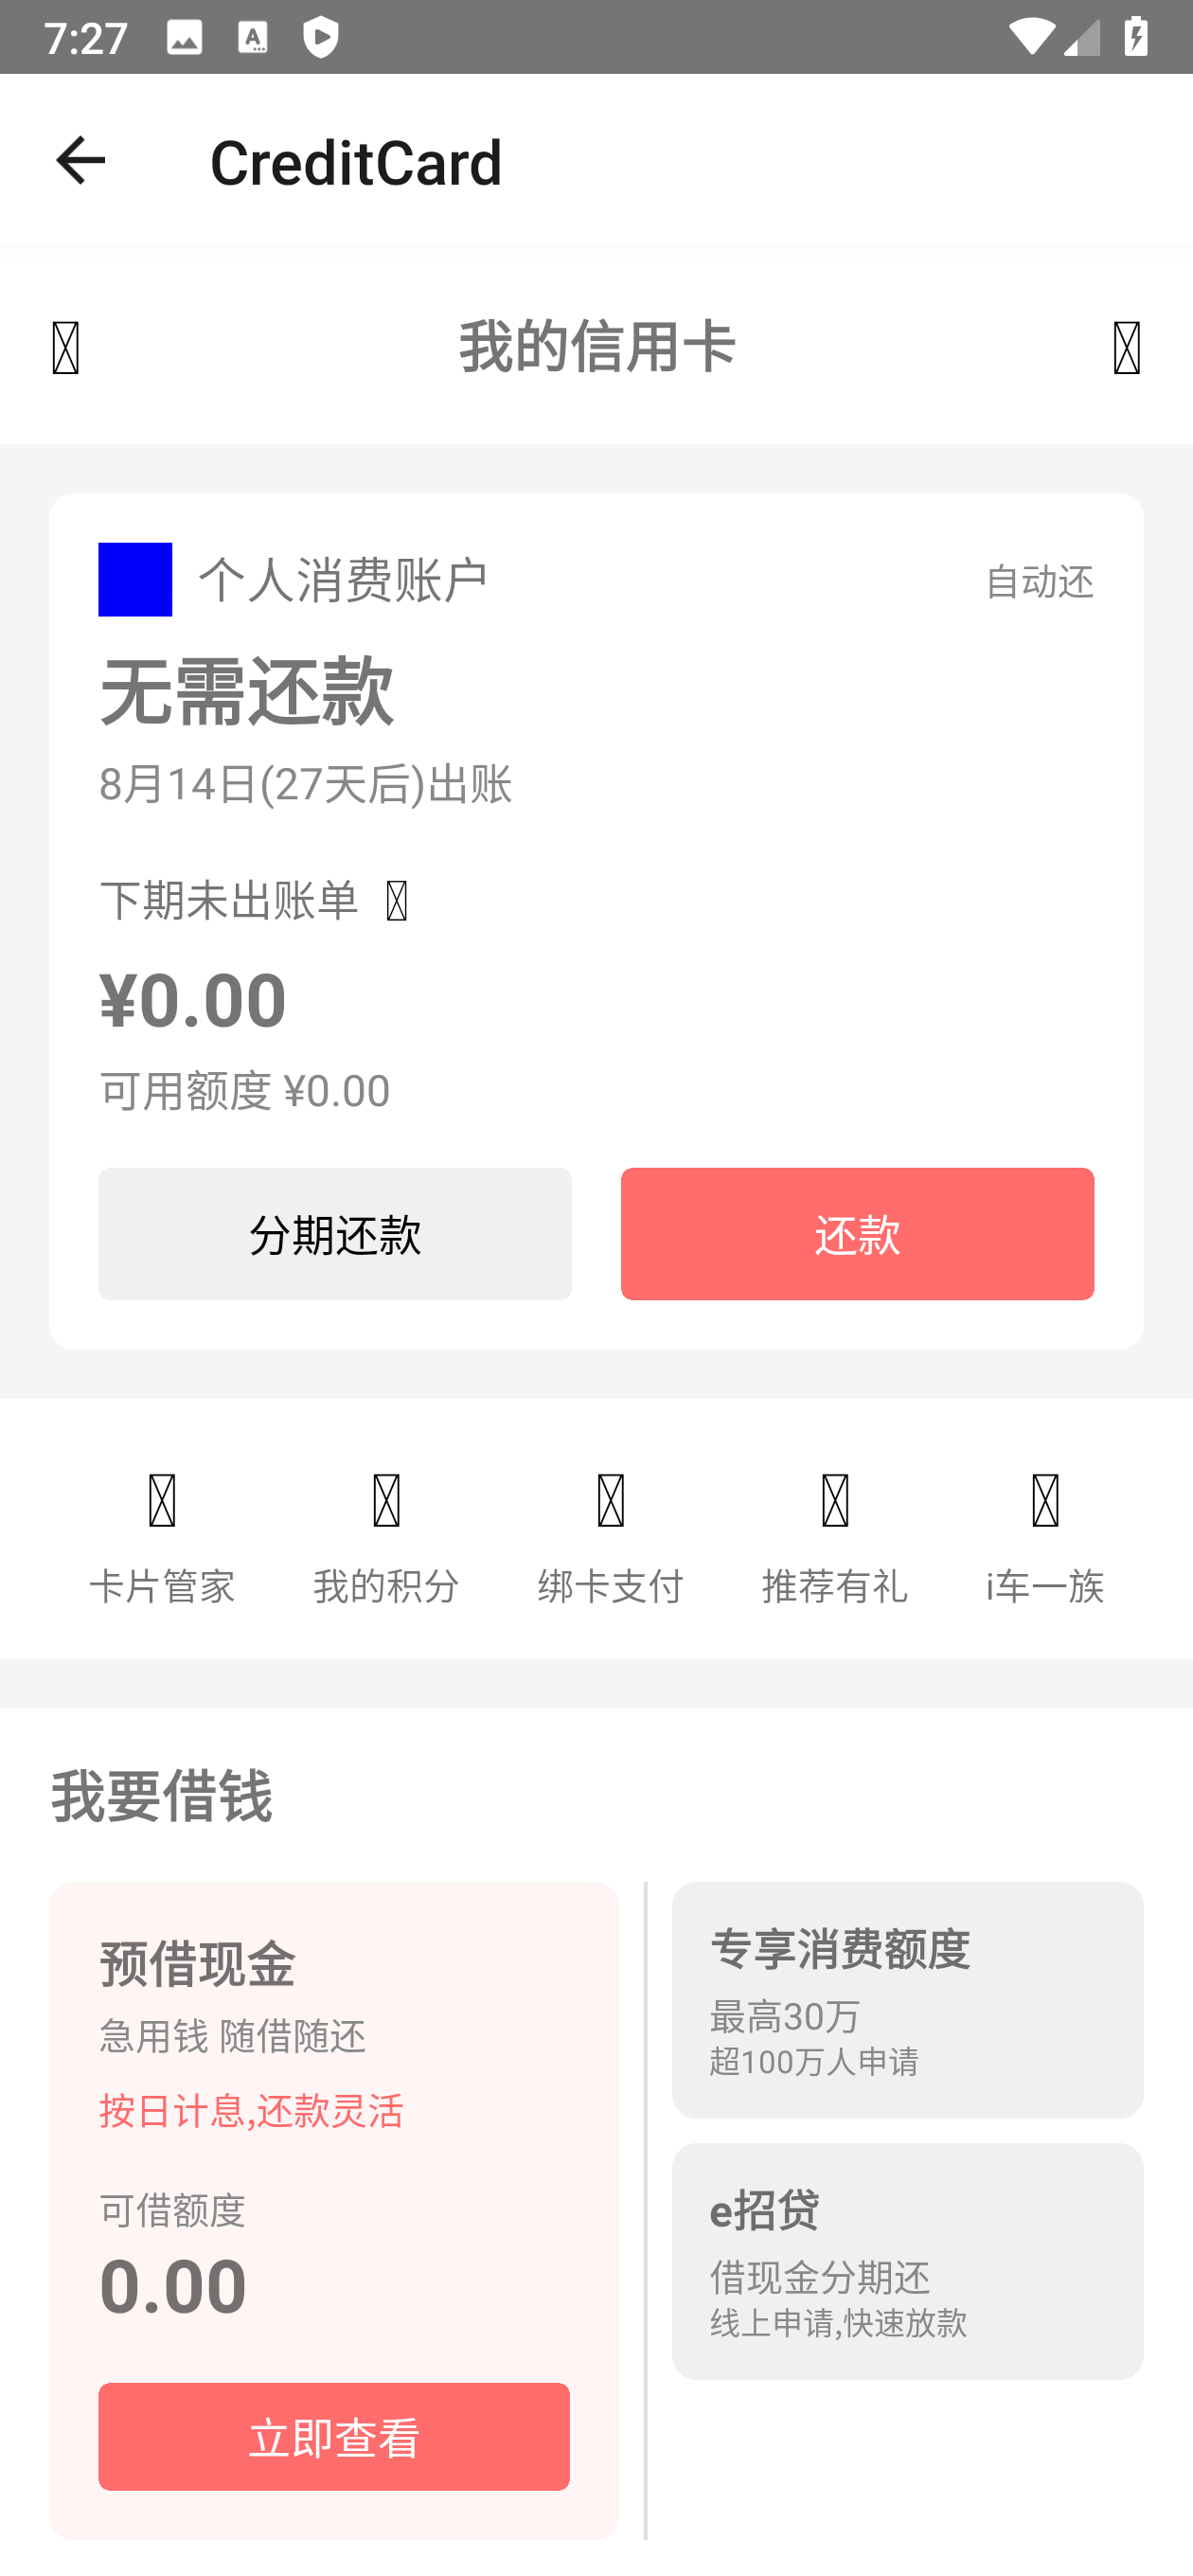 7:27
CreditCard
我的信用卡
个人消费账户
自动还
无需还款
8月14日(27天后)出账
下期未出账单
¥0.00
可用额度 ¥0.00
分期还款
还款
卡片管家
我的积分
绑卡支付
推荐有礼
i车一族
我要借钱
预借现金
急用钱 随借随还
按日计息,还款灵活
可借额度
0.00
立即查看
专享消费额度
最高30万
超100万人申请
e招贷
借现金分期还
线上申请,快速放款